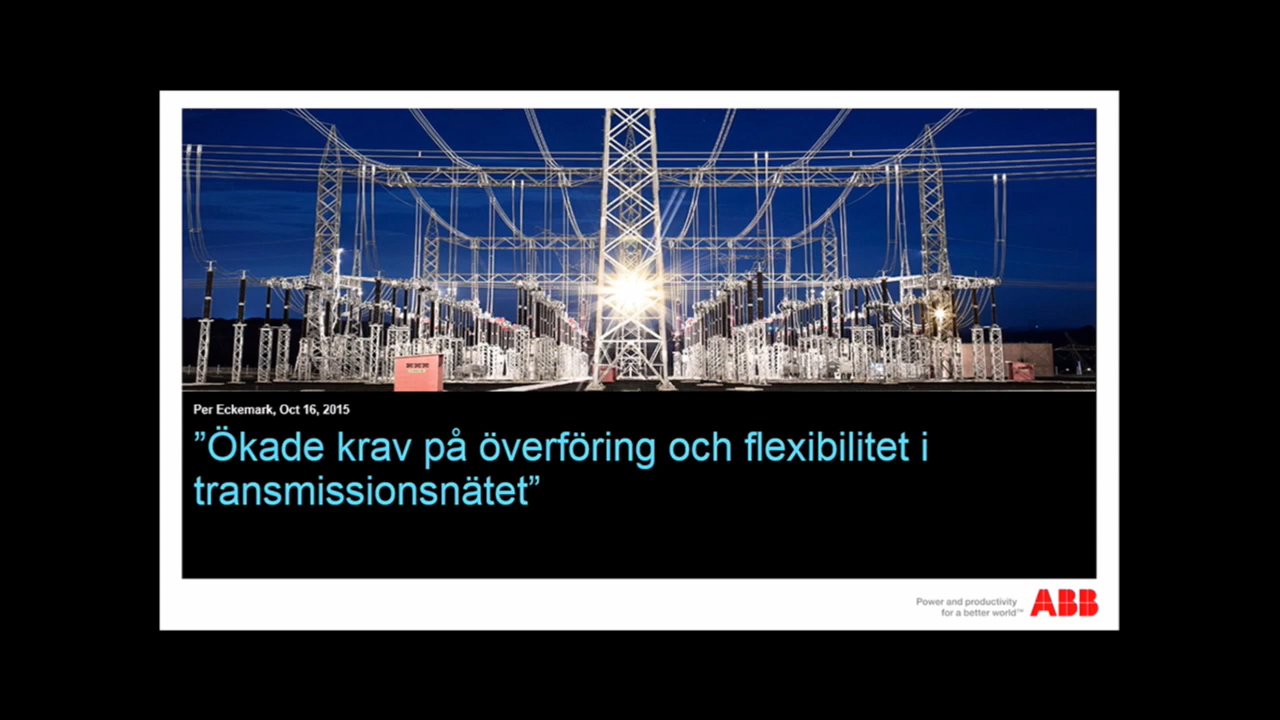 Per Eckemark, Oct 16, 2015
”Ökade krav på överföring och flexibilitet i
transmissionsnätet”
Power and productivity
for a better world™
ABB